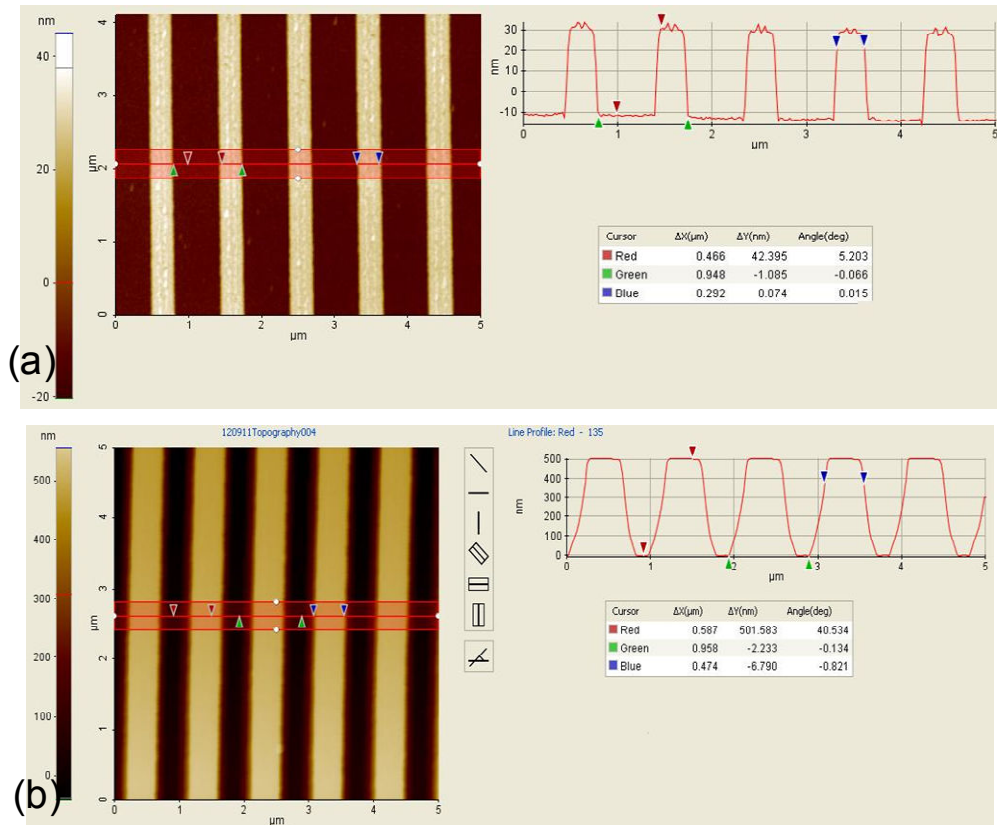 nm
40
20
0
-20
µm
4
3
2
1
0
0 1 2 3 4 5
µm
nm
30
10
0
-10
0 1 2 3 4 5
µm
Cursor ΔX(µm) ΔY(nm) Angle(deg)
Red 0.466 42.395 5.203
Green 0.948 -1.085 -0.066
Blue 0.292 0.074 0.015
(a)
120911Topography004
Line Profile: Red - 135
nm
500
400
300
200
100
0
µm
5
4
3
2
1
0
0 1 2 3 4 5
µm
nm
500
400
300
200
100
0
0 1 2 3 4 5
µm
Cursor ΔX(µm) ΔY(nm) Angle(deg)
Red 0.587 501.583 40.534
Green 0.958 -2.233 -0.134
Blue 0.474 -6.790 -0.821
(b)